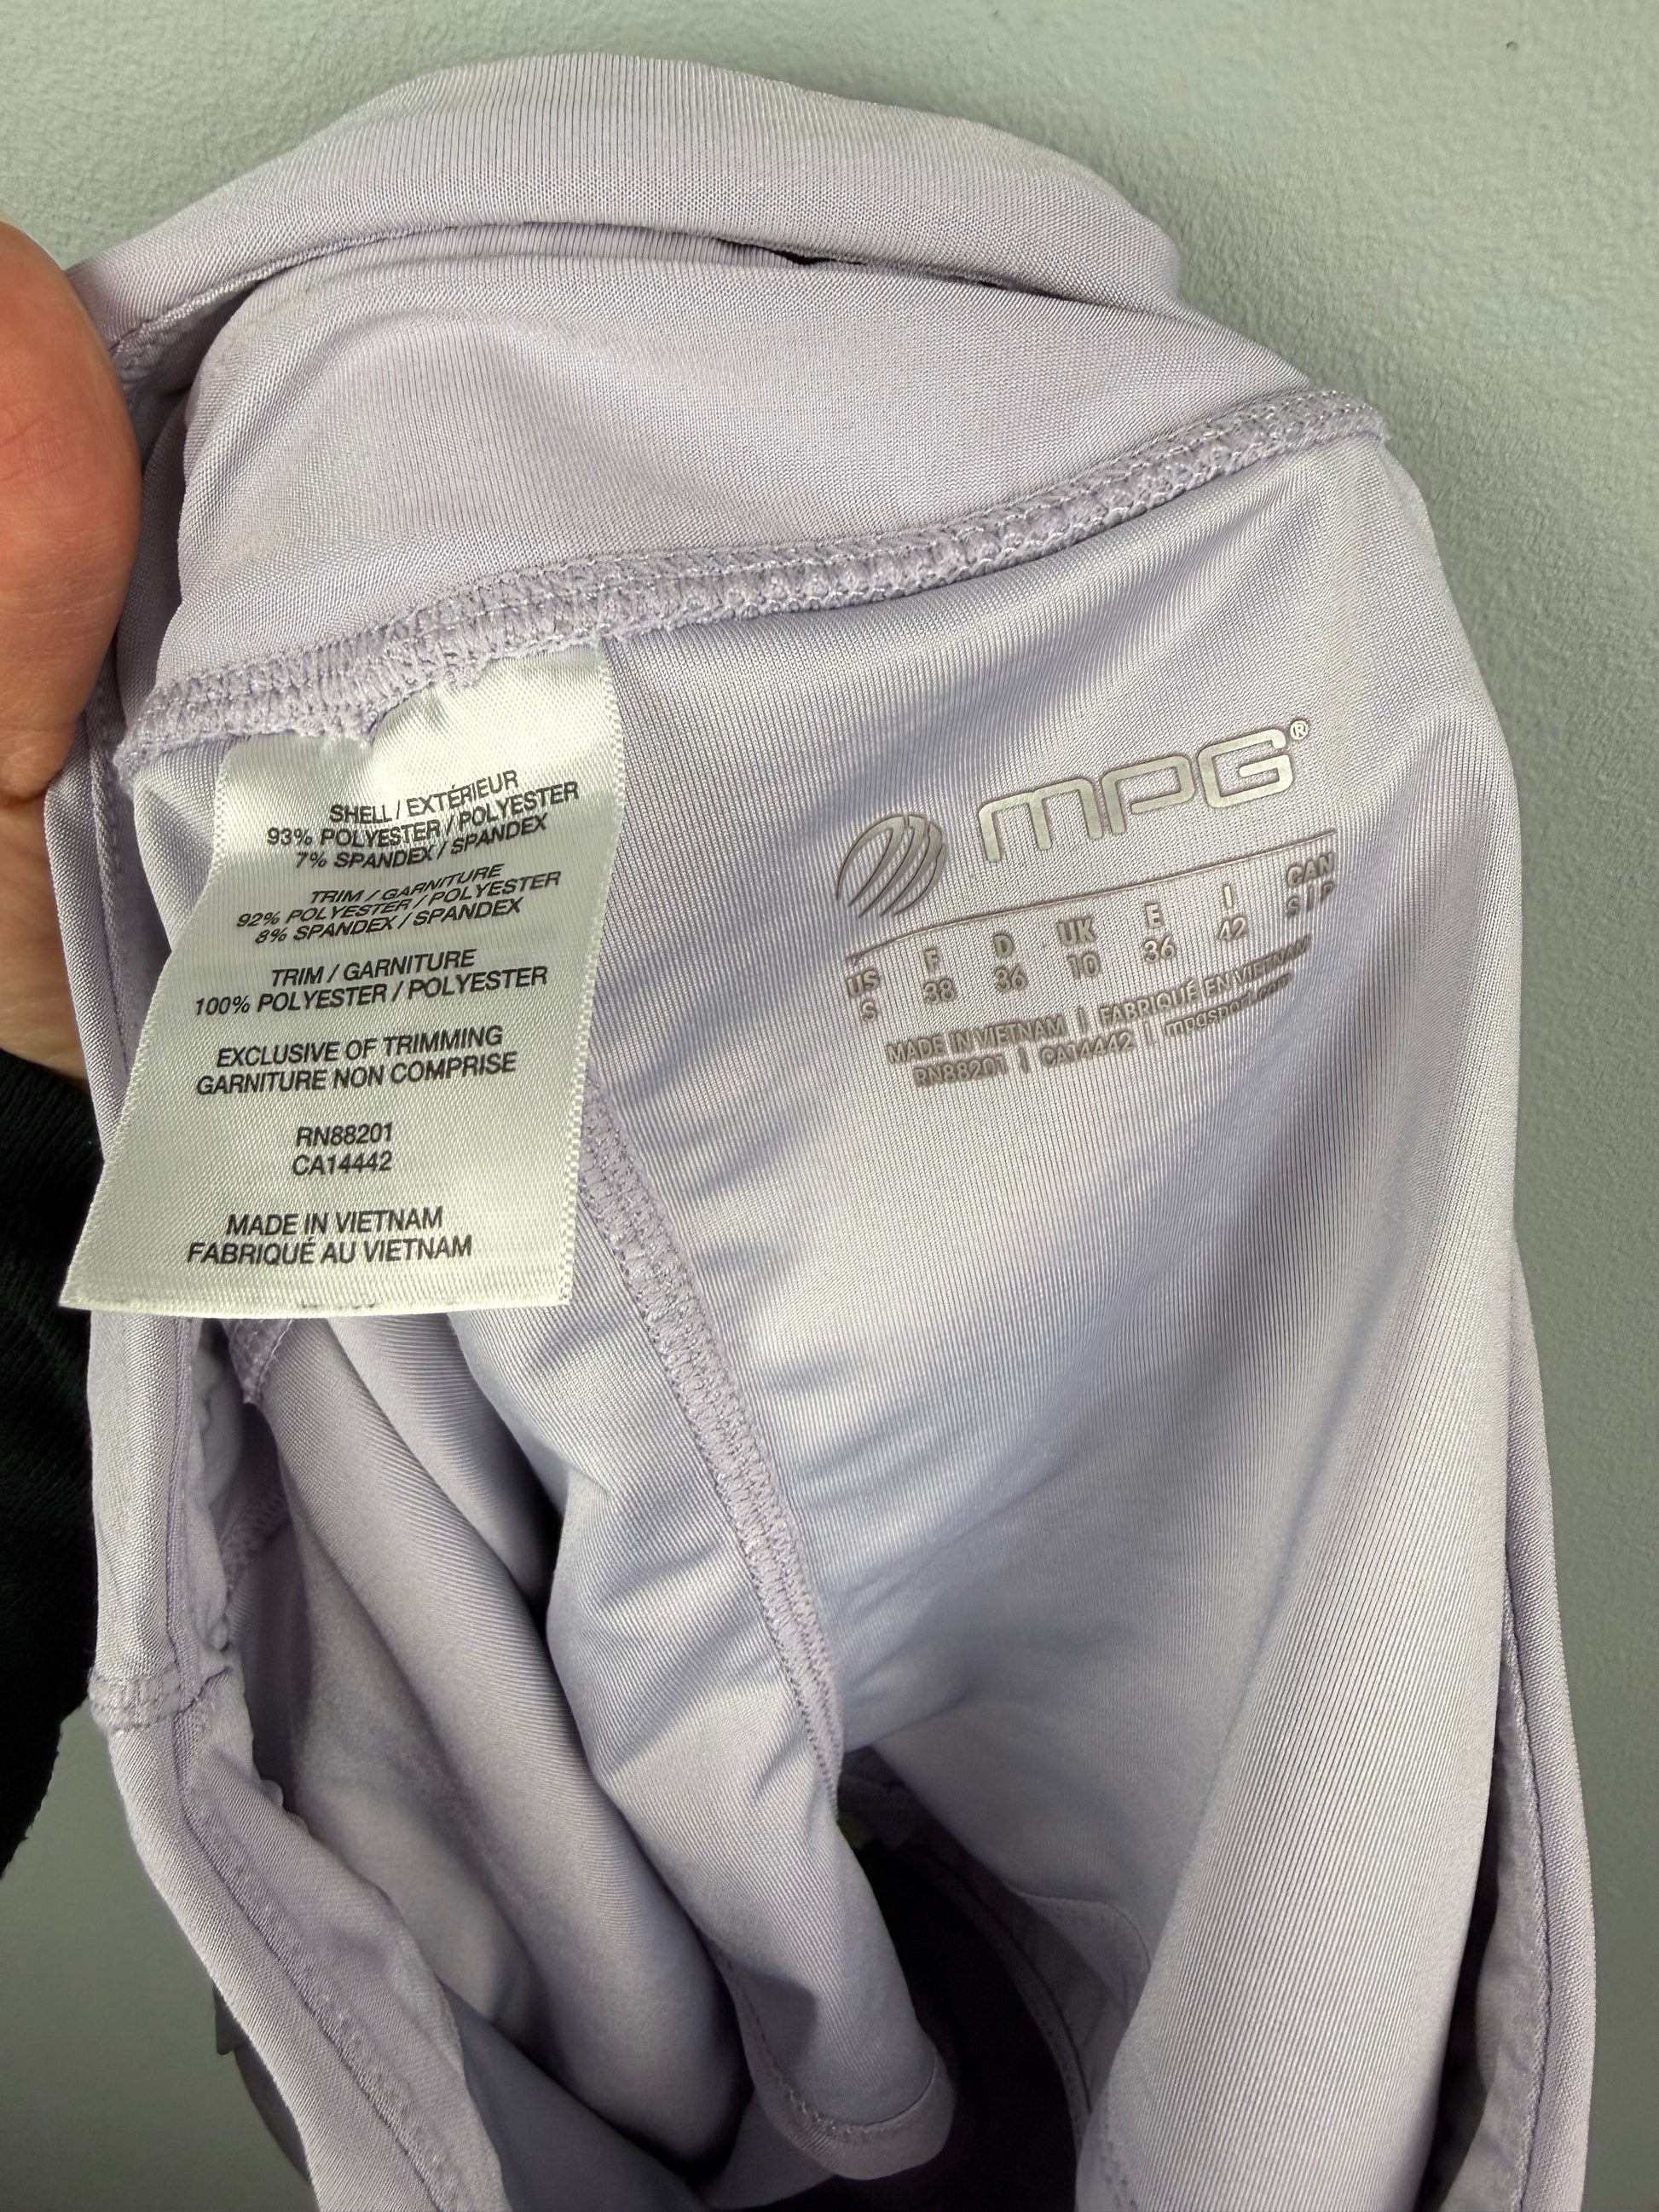 SHELL / EXTÉRIEUR
93% POLYESTER / POLYESTER
7% SPANDEX / SPANDEX
TRIM / GARNITURE
92% POLYESTER / POLYESTER
8% SPANDEX / SPANDEX
TRIM / GARNITURE
100% POLYESTER / POLYESTER
EXCLUSIVE OF TRIMMING
GARNITURE NON COMPRISE
RN88201
CA14442
MADE IN VIETNAM
FABRIQUÉ AU VIETNAM
MPG®
US F D UK E I CAN
S 38 36 10 36 42 S | P
MADE IN VIETNAM | FABRIQUÉ EN VIETNAM
RN88201 | CA14442 | mpgsport.com